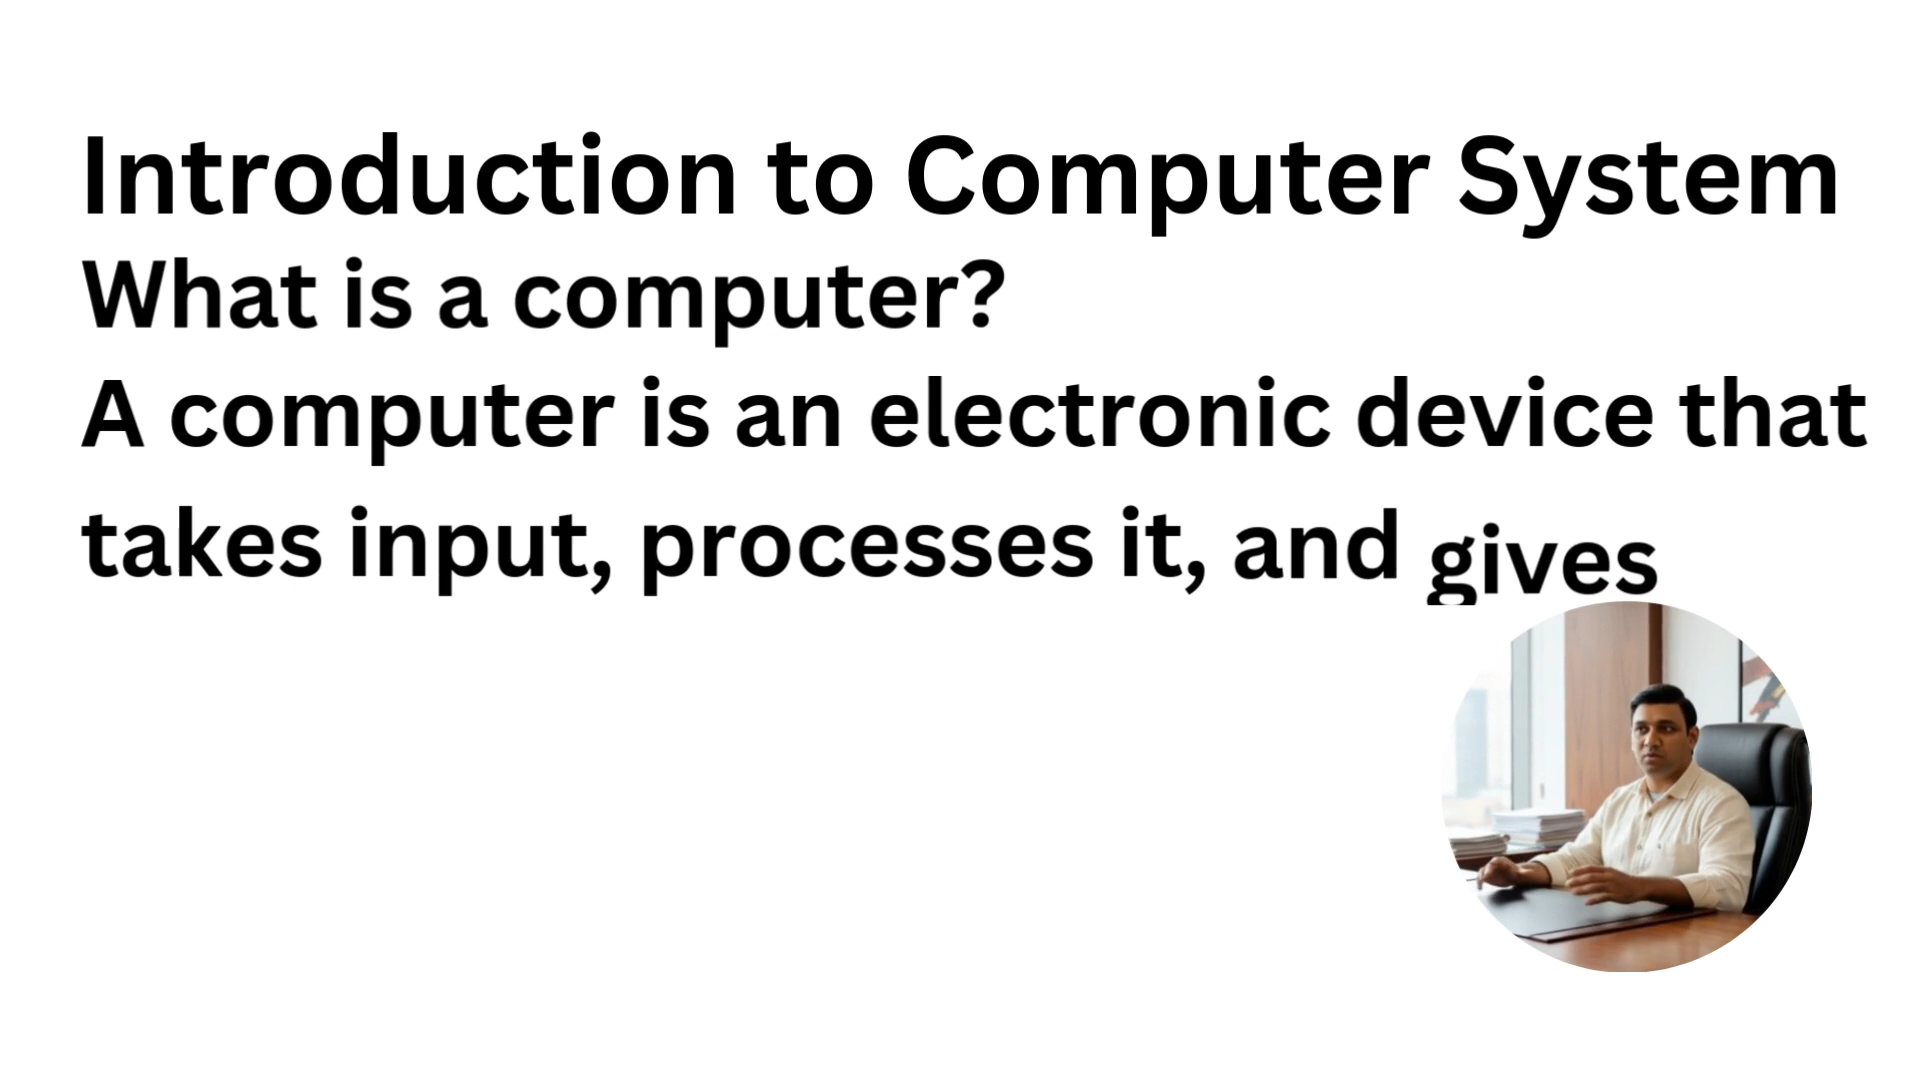 Introduction to Computer System
What is a computer?
A computer is an electronic device that
takes input, processes it, and gives